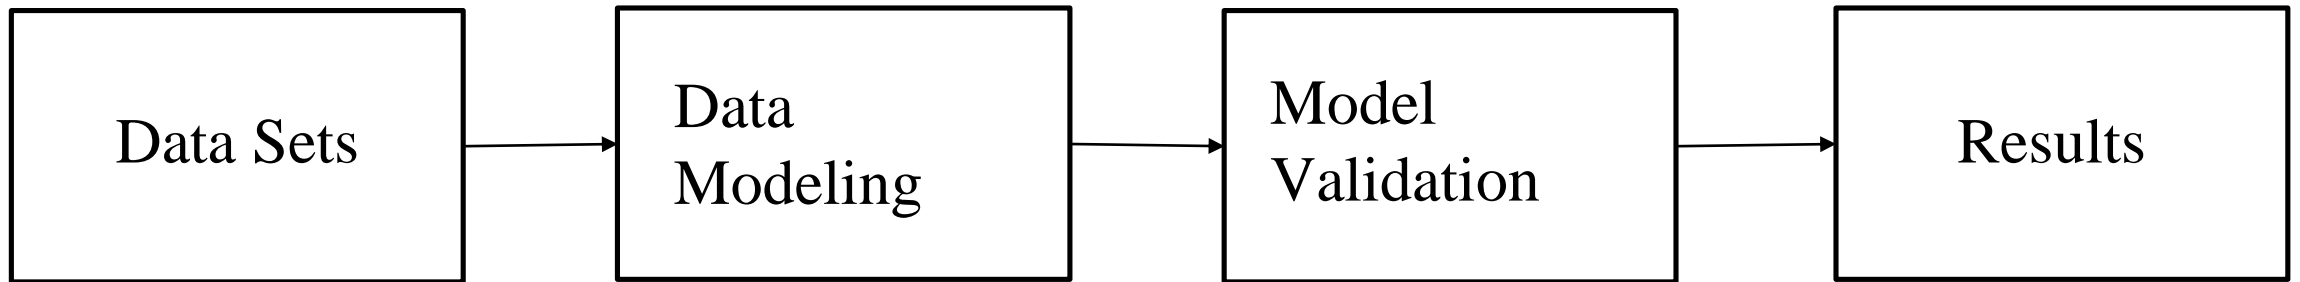 Data Sets
Data
Modeling
Model
Validation
Results